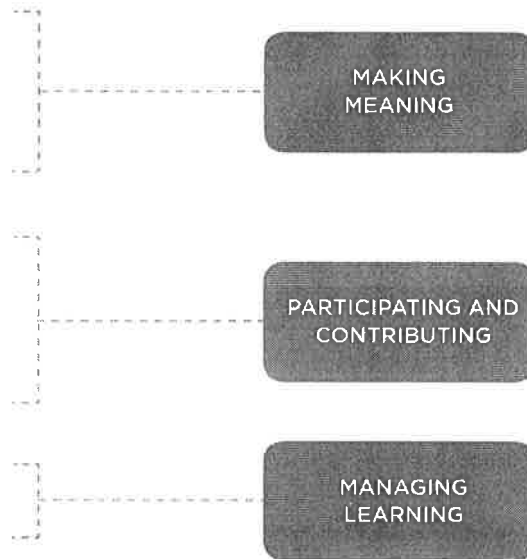 MAKING
MEANING
PARTICIPATING AND
CONTRIBUTING
MANAGING
LEARNING